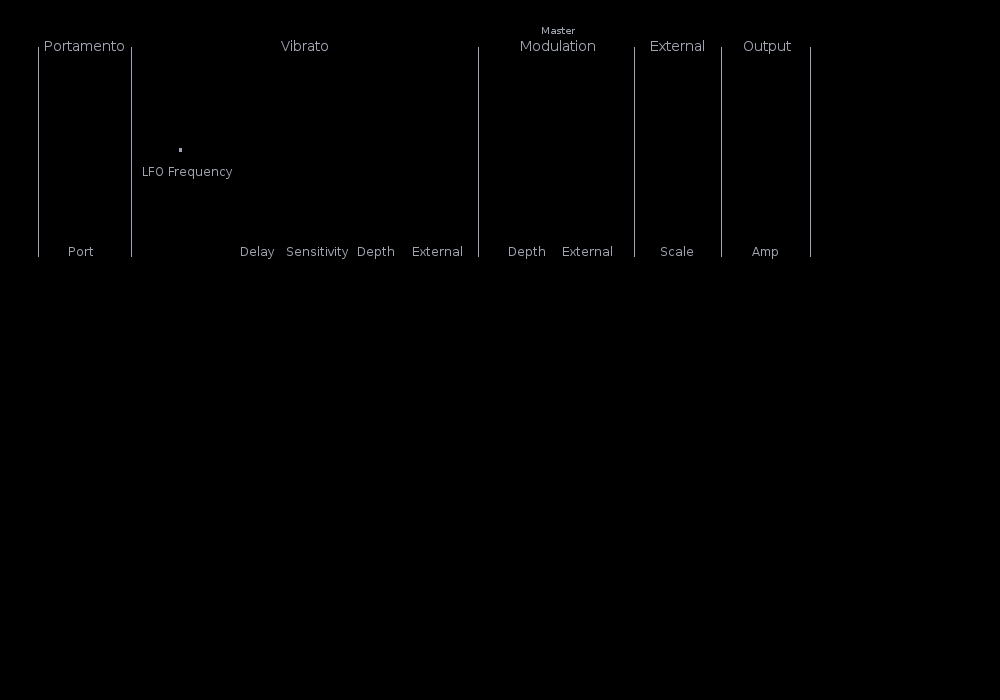 Master
Portamento Vibrato Modulation External Output
LFO Frequency
Port Delay Sensitivity Depth External Depth External Scale Amp